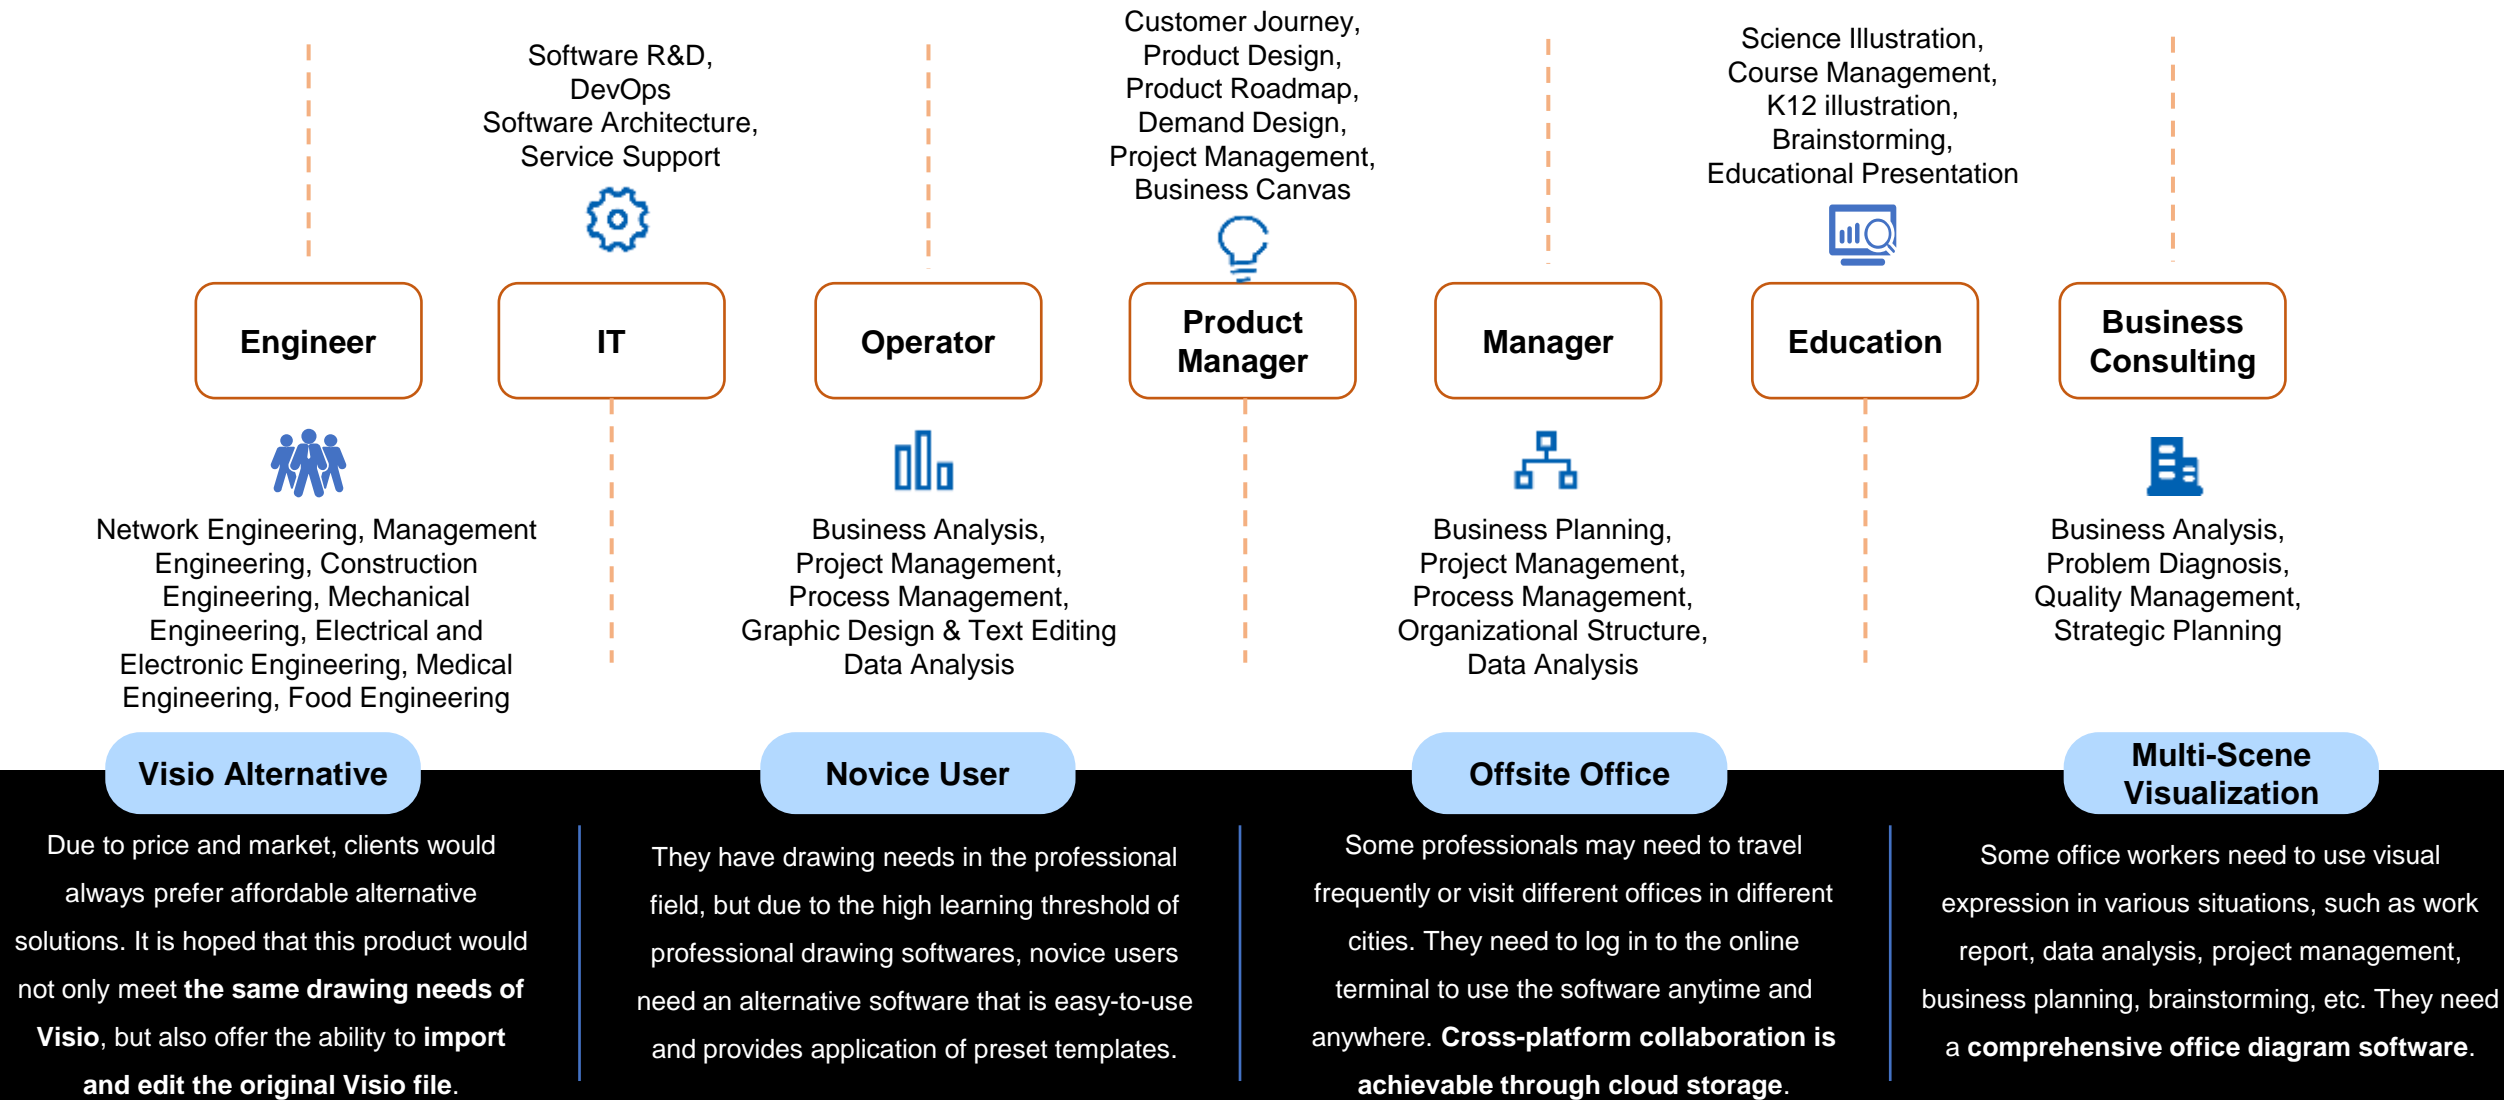 Software R&D,
DevOps
Software Architecture,
Service Support
Customer Journey,
Product Design,
Product Roadmap,
Demand Design,
Project Management,
Business Canvas
Science Illustration,
Course Management,
K12 illustration,
Brainstorming,
Educational Presentation
Engineer
IT
Operator
Product
Manager
Manager
Education
Business
Consulting
Network Engineering, Management
Engineering, Construction
Engineering, Mechanical
Engineering, Electrical and
Electronic Engineering, Medical
Engineering, Food Engineering
Business Analysis,
Project Management,
Process Management,
Graphic Design & Text Editing
Data Analysis
Business Planning,
Project Management,
Process Management,
Organizational Structure,
Data Analysis
Business Analysis,
Problem Diagnosis,
Quality Management,
Strategic Planning
Visio Alternative
Due to price and market, clients would
always prefer affordable alternative
solutions. It is hoped that this product would
not only meet the same drawing needs of
Visio, but also offer the ability to import
and edit the original Visio file.
Novice User
They have drawing needs in the professional
field, but due to the high learning threshold of
professional drawing softwares, novice users
need an alternative software that is easy-to-use
and provides application of preset templates.
Offsite Office
Some professionals may need to travel
frequently or visit different offices in different
cities. They need to log in to the online
terminal to use the software anytime and
anywhere. Cross-platform collaboration is
achievable through cloud storage.
Multi-Scene
Visualization
Some office workers need to use visual
expression in various situations, such as work
report, data analysis, project management,
business planning, brainstorming, etc. They need
a comprehensive office diagram software.